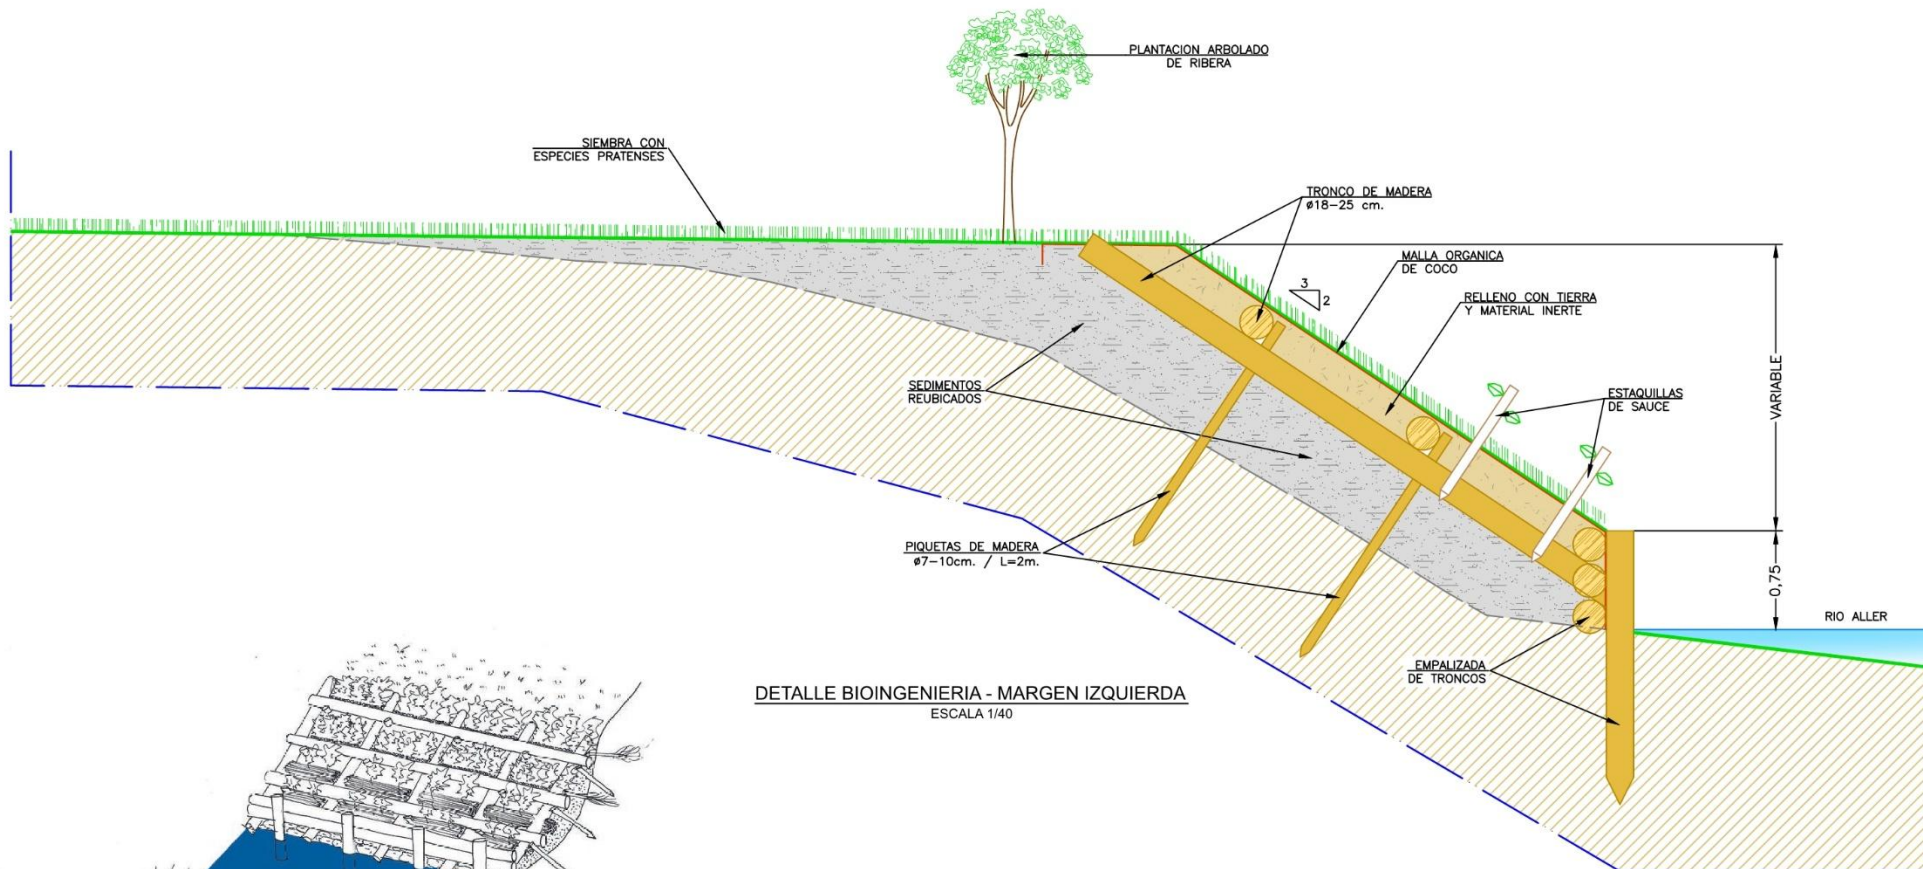 PLANTACION ARBOLADO
DE RIBERA
SIEMBRA CON
ESPECIES PRATENSES
TRONCO DE MADERA
ø18-25 cm.
MALLA ORGANICA
DE COCO
3
2
RELLENO CON TIERRA
Y MATERIAL INERTE
SEDIMENTOS
REUBICADOS
ESTAQUILLAS
DE SAUCE
VARIABLE
PIQUETAS DE MADERA
ø7-10cm. / L=2m.
0,75
RIO ALLER
EMPALIZADA
DE TRONCOS
DETALLE BIOINGENIERIA - MARGEN IZQUIERDA
ESCALA 1/40